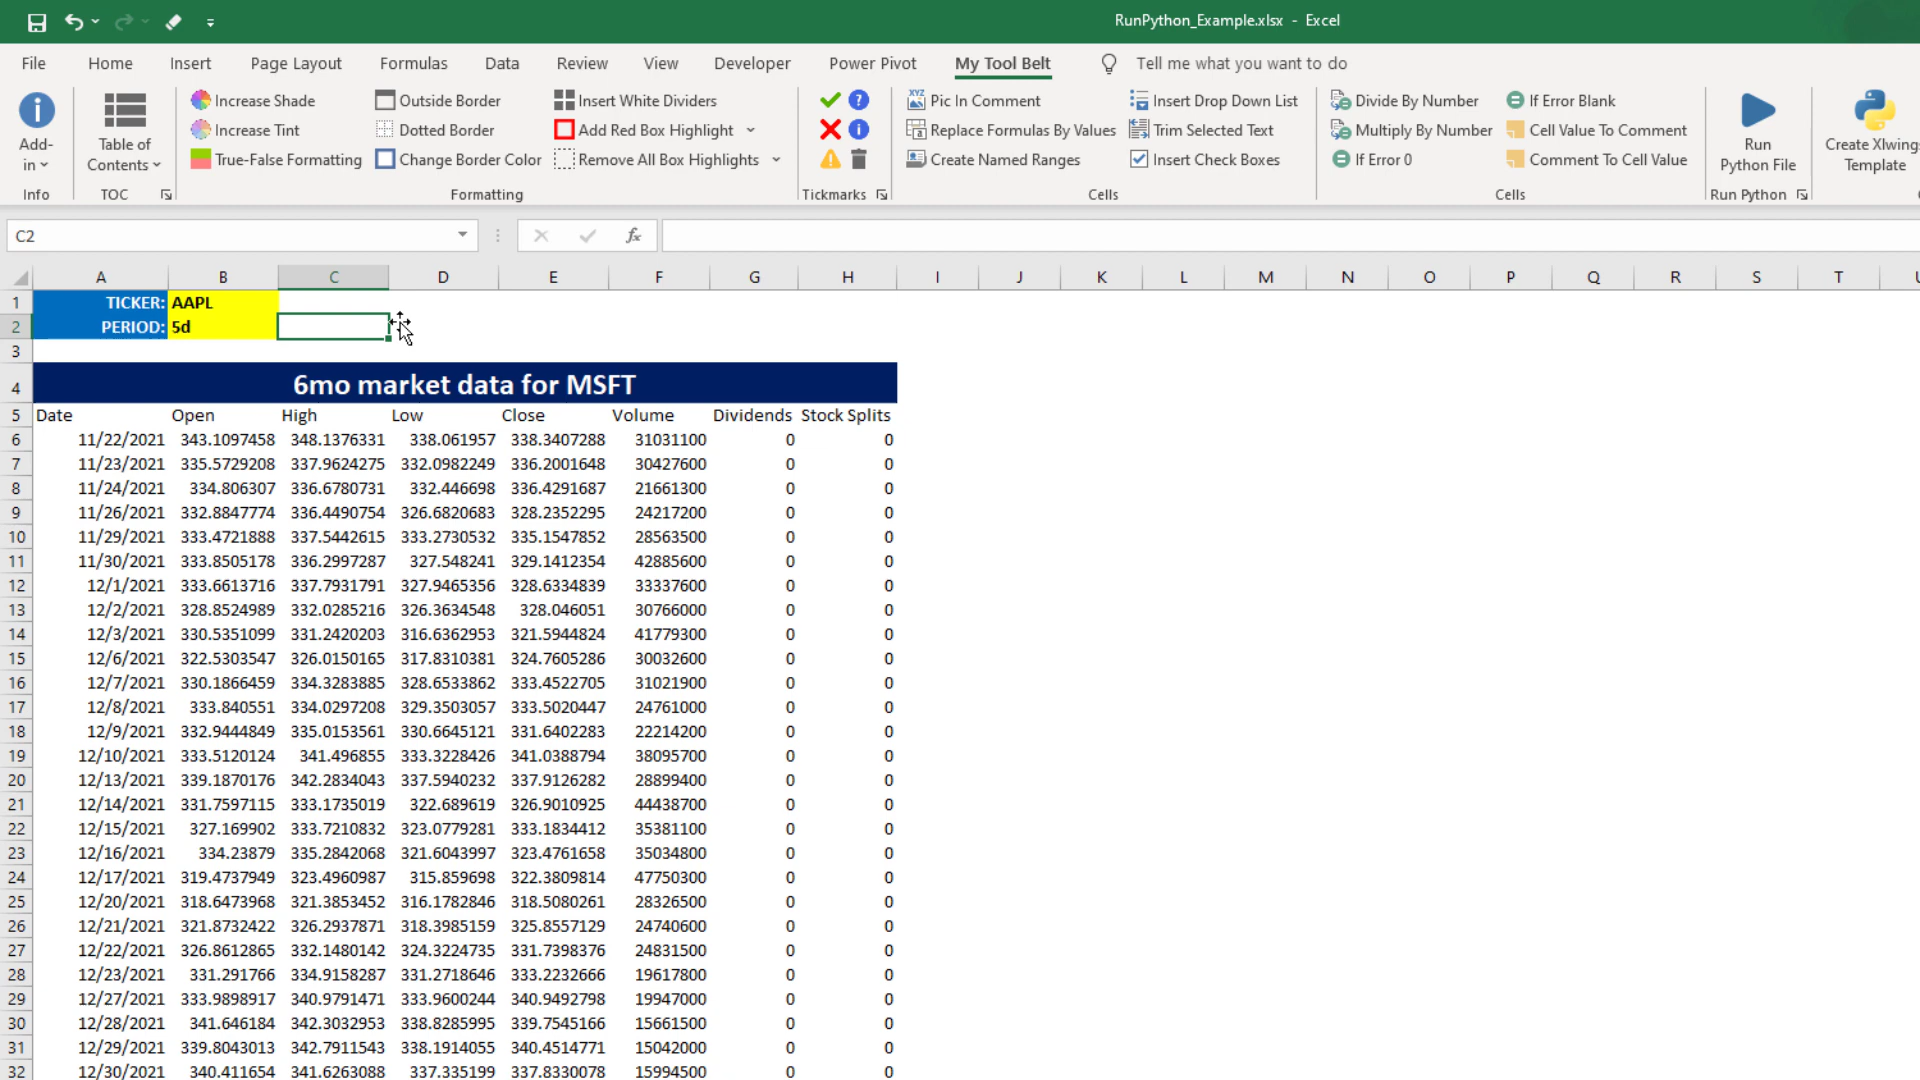 RunPython_Example.xlsx - Excel
File Home Insert Page Layout Formulas Data Review View Developer Power Pivot My Tool Belt Tell me what you want to do
Increase Shade Outside Border Insert White Dividers Pic In Comment Insert Drop Down List Divide By Number If Error Blank
Add-in Table of Contents Increase Tint Dotted Border Add Red Box Highlight Replace Formulas By Values Trim Selected Text Multiply By Number Cell Value To Comment Run Python File Create Xlwing Template
True-False Formatting Change Border Color Remove All Box Highlights Create Named Ranges Insert Check Boxes If Error 0 Comment To Cell Value
Info TOC Formatting Tickmarks Cells Cells Run Python
C2 fx
A B C D E F G H I J K L M N O P Q R S T
1 TICKER: AAPL
2 PERIOD: 5d
3
4 6mo market data for MSFT
5 Date Open High Low Close Volume Dividends Stock Splits
6 11/22/2021 343.1097458 348.1376331 338.061957 338.3407288 31031100 0 0
7 11/23/2021 335.5729208 337.9624275 332.0982249 336.2001648 30427600 0 0
8 11/24/2021 334.806307 336.6780731 332.446698 336.4291687 21661300 0 0
9 11/26/2021 332.8847774 336.4490754 326.6820683 328.2352295 24217200 0 0
10 11/29/2021 333.4721888 337.5442615 333.2730532 335.1547852 28563500 0 0
11 11/30/2021 333.8505178 336.2997287 327.548241 329.1412354 42885600 0 0
12 12/1/2021 333.6613716 337.7931791 327.9465356 328.6334839 33337600 0 0
13 12/2/2021 328.8524989 332.0285216 326.3634548 328.046051 30766000 0 0
14 12/3/2021 330.5351099 331.2420203 316.6362953 321.5944824 41779300 0 0
15 12/6/2021 322.5303547 326.0150165 317.8310381 324.7605286 30032600 0 0
16 12/7/2021 330.1866459 334.3283885 328.6533862 333.4522705 31021900 0 0
17 12/8/2021 333.840551 334.0297208 329.3503057 333.5020447 24761000 0 0
18 12/9/2021 332.9444849 335.0153561 330.6645121 331.6402283 22214200 0 0
19 12/10/2021 333.5120124 341.496855 333.3228426 341.0388794 38095700 0 0
20 12/13/2021 339.1870176 342.2834043 337.5940232 337.9126282 28899400 0 0
21 12/14/2021 331.7597115 333.1735019 322.689619 326.9010925 44438700 0 0
22 12/15/2021 327.169902 333.7210832 323.0779281 333.1834412 35381100 0 0
23 12/16/2021 334.23879 335.2842068 321.6043997 323.4761658 35034800 0 0
24 12/17/2021 319.4737949 323.4960987 315.859698 322.3809814 47750300 0 0
25 12/20/2021 318.6473968 321.3853452 316.1782846 318.5080261 28326500 0 0
26 12/21/2021 321.8732422 326.2937871 318.3985159 325.8557129 24740600 0 0
27 12/22/2021 326.8612865 332.1480142 324.3224735 331.7398376 24831500 0 0
28 12/23/2021 331.291766 334.9158287 331.2718646 333.2232666 19617800 0 0
29 12/27/2021 333.9898917 340.9791471 333.9600244 340.9492798 19947000 0 0
30 12/28/2021 341.646184 342.3032953 338.8285995 339.7545166 15661500 0 0
31 12/29/2021 339.8043013 342.7911543 338.1914055 340.4514771 15042000 0 0
32 12/30/2021 340.411654 341.6263088 337.335199 337.8330078 15994500 0 0